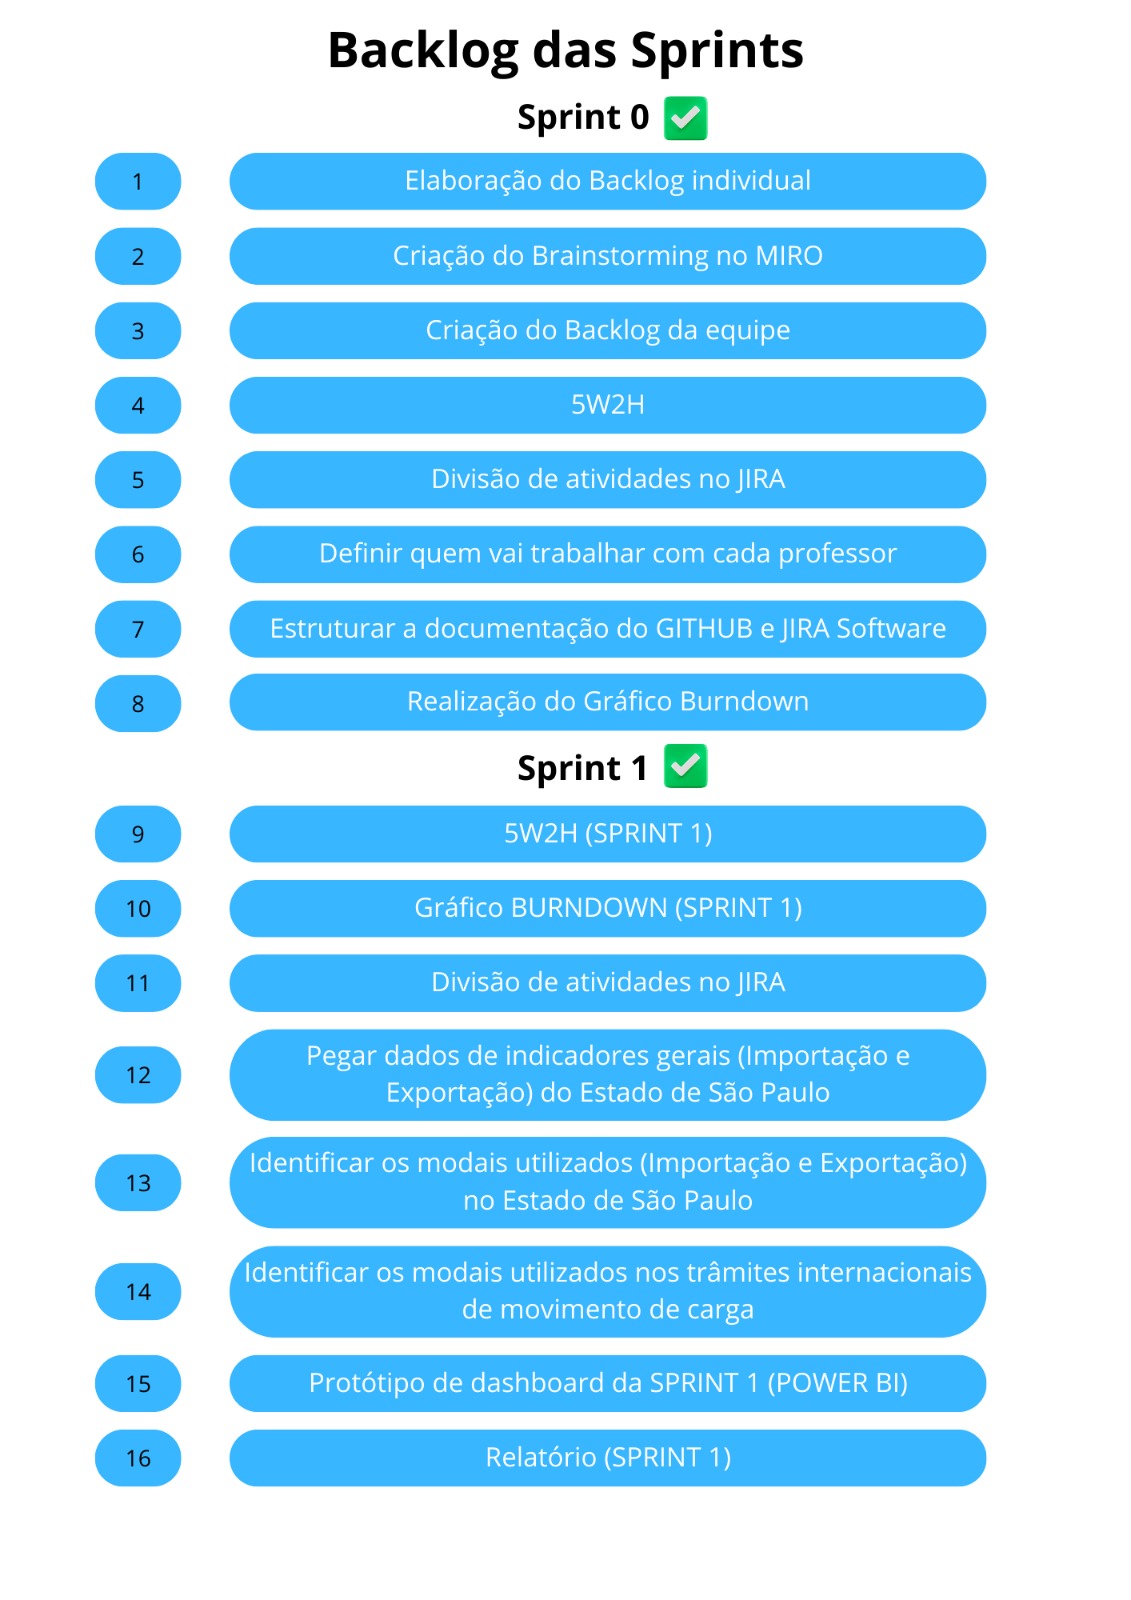 Backlog das Sprints
Sprint 0 ✅
1 Elaboração do Backlog individual
2 Criação do Brainstorming no MIRO
3 Criação do Backlog da equipe
4 5W2H
5 Divisão de atividades no JIRA
6 Definir quem vai trabalhar com cada professor
7 Estruturar a documentação do GITHUB e JIRA Software
8 Realização do Gráfico Burndown
Sprint 1 ✅
9 5W2H (SPRINT 1)
10 Gráfico BURNDOWN (SPRINT 1)
11 Divisão de atividades no JIRA
12 Pegar dados de indicadores gerais (Importação e
Exportação) do Estado de São Paulo
13 Identificar os modais utilizados (Importação e Exportação)
no Estado de São Paulo
14 Identificar os modais utilizados nos trâmites internacionais
de movimento de carga
15 Protótipo de dashboard da SPRINT 1 (POWER BI)
16 Relatório (SPRINT 1)